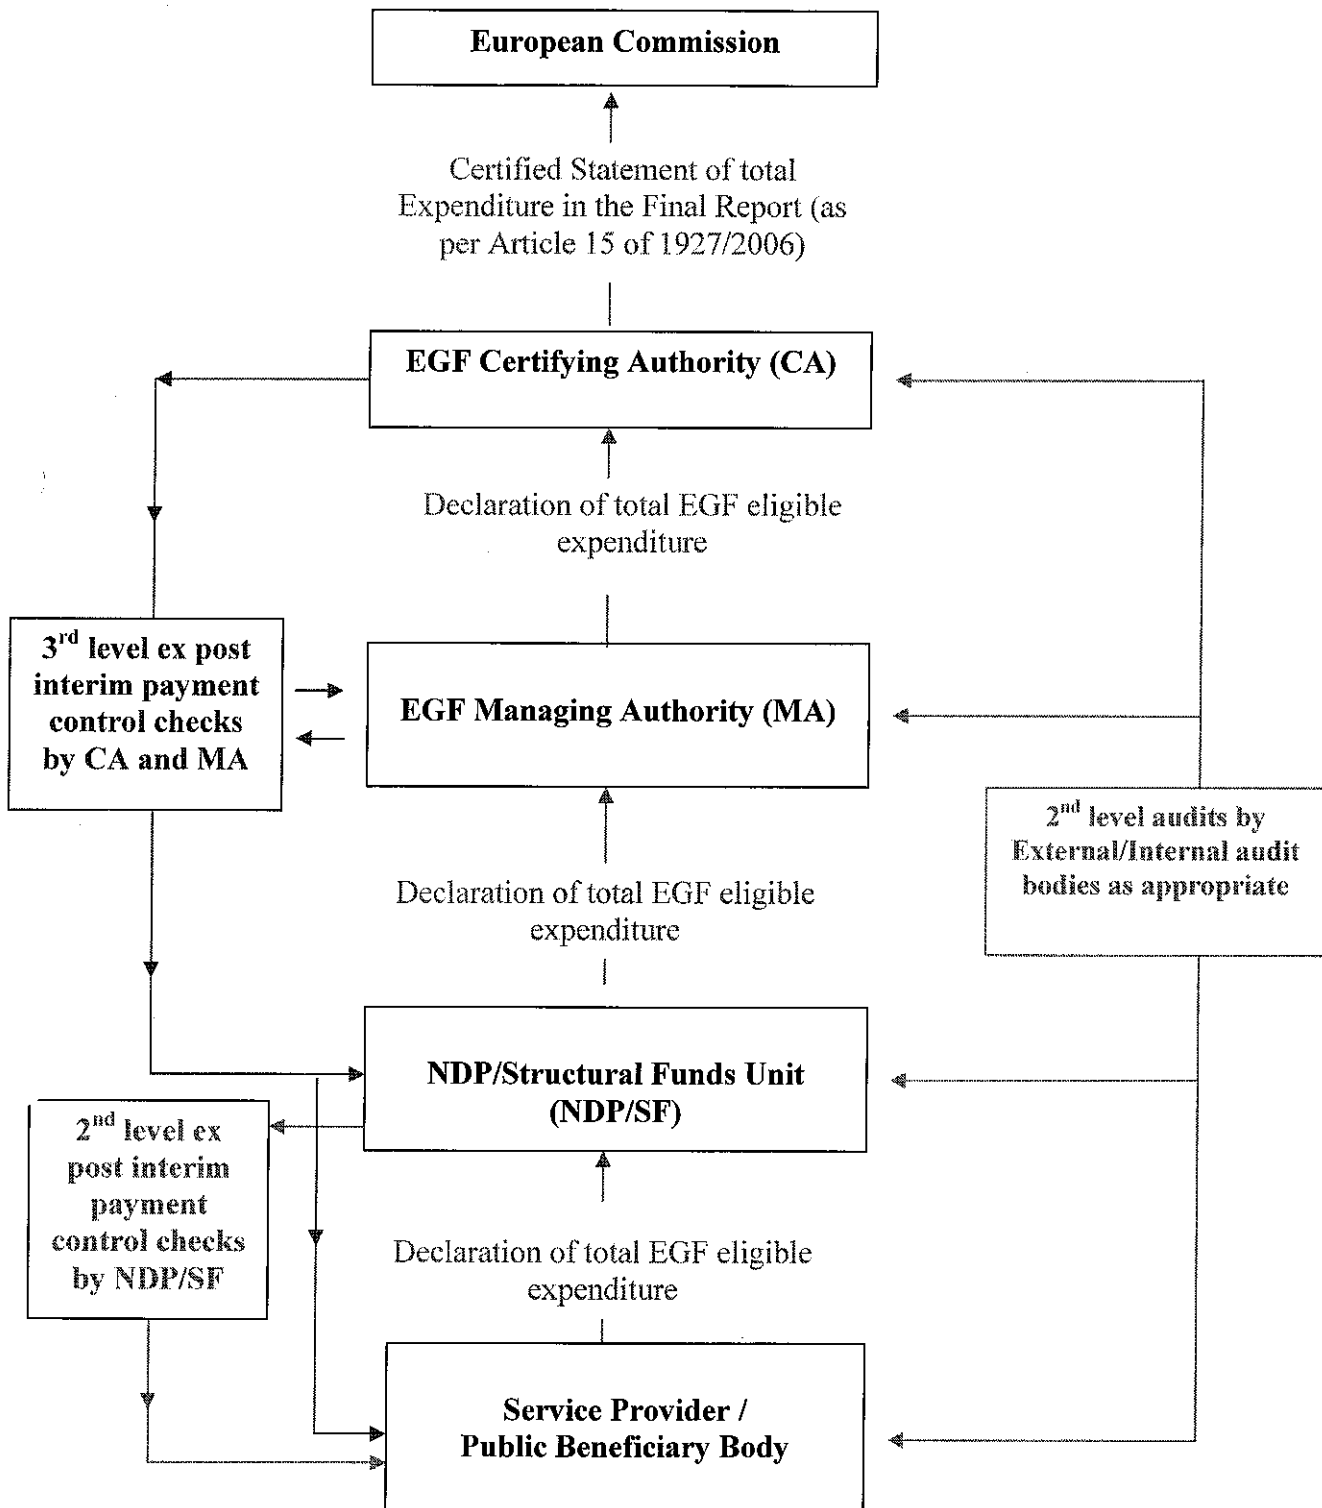 European Commission
Certified Statement of total
Expenditure in the Final Report (as
per Article 15 of 1927/2006)
EGF Certifying Authority (CA)
Declaration of total EGF eligible
expenditure
3rd level ex post
interim payment
control checks
by CA and MA
EGF Managing Authority (MA)
2nd level audits by
External/Internal audit
bodies as appropriate
Declaration of total EGF eligible
expenditure
NDP/Structural Funds Unit
(NDP/SF)
2nd level ex
post interim
payment
control checks
by NDP/SF
Declaration of total EGF eligible
expenditure
Service Provider /
Public Beneficiary Body